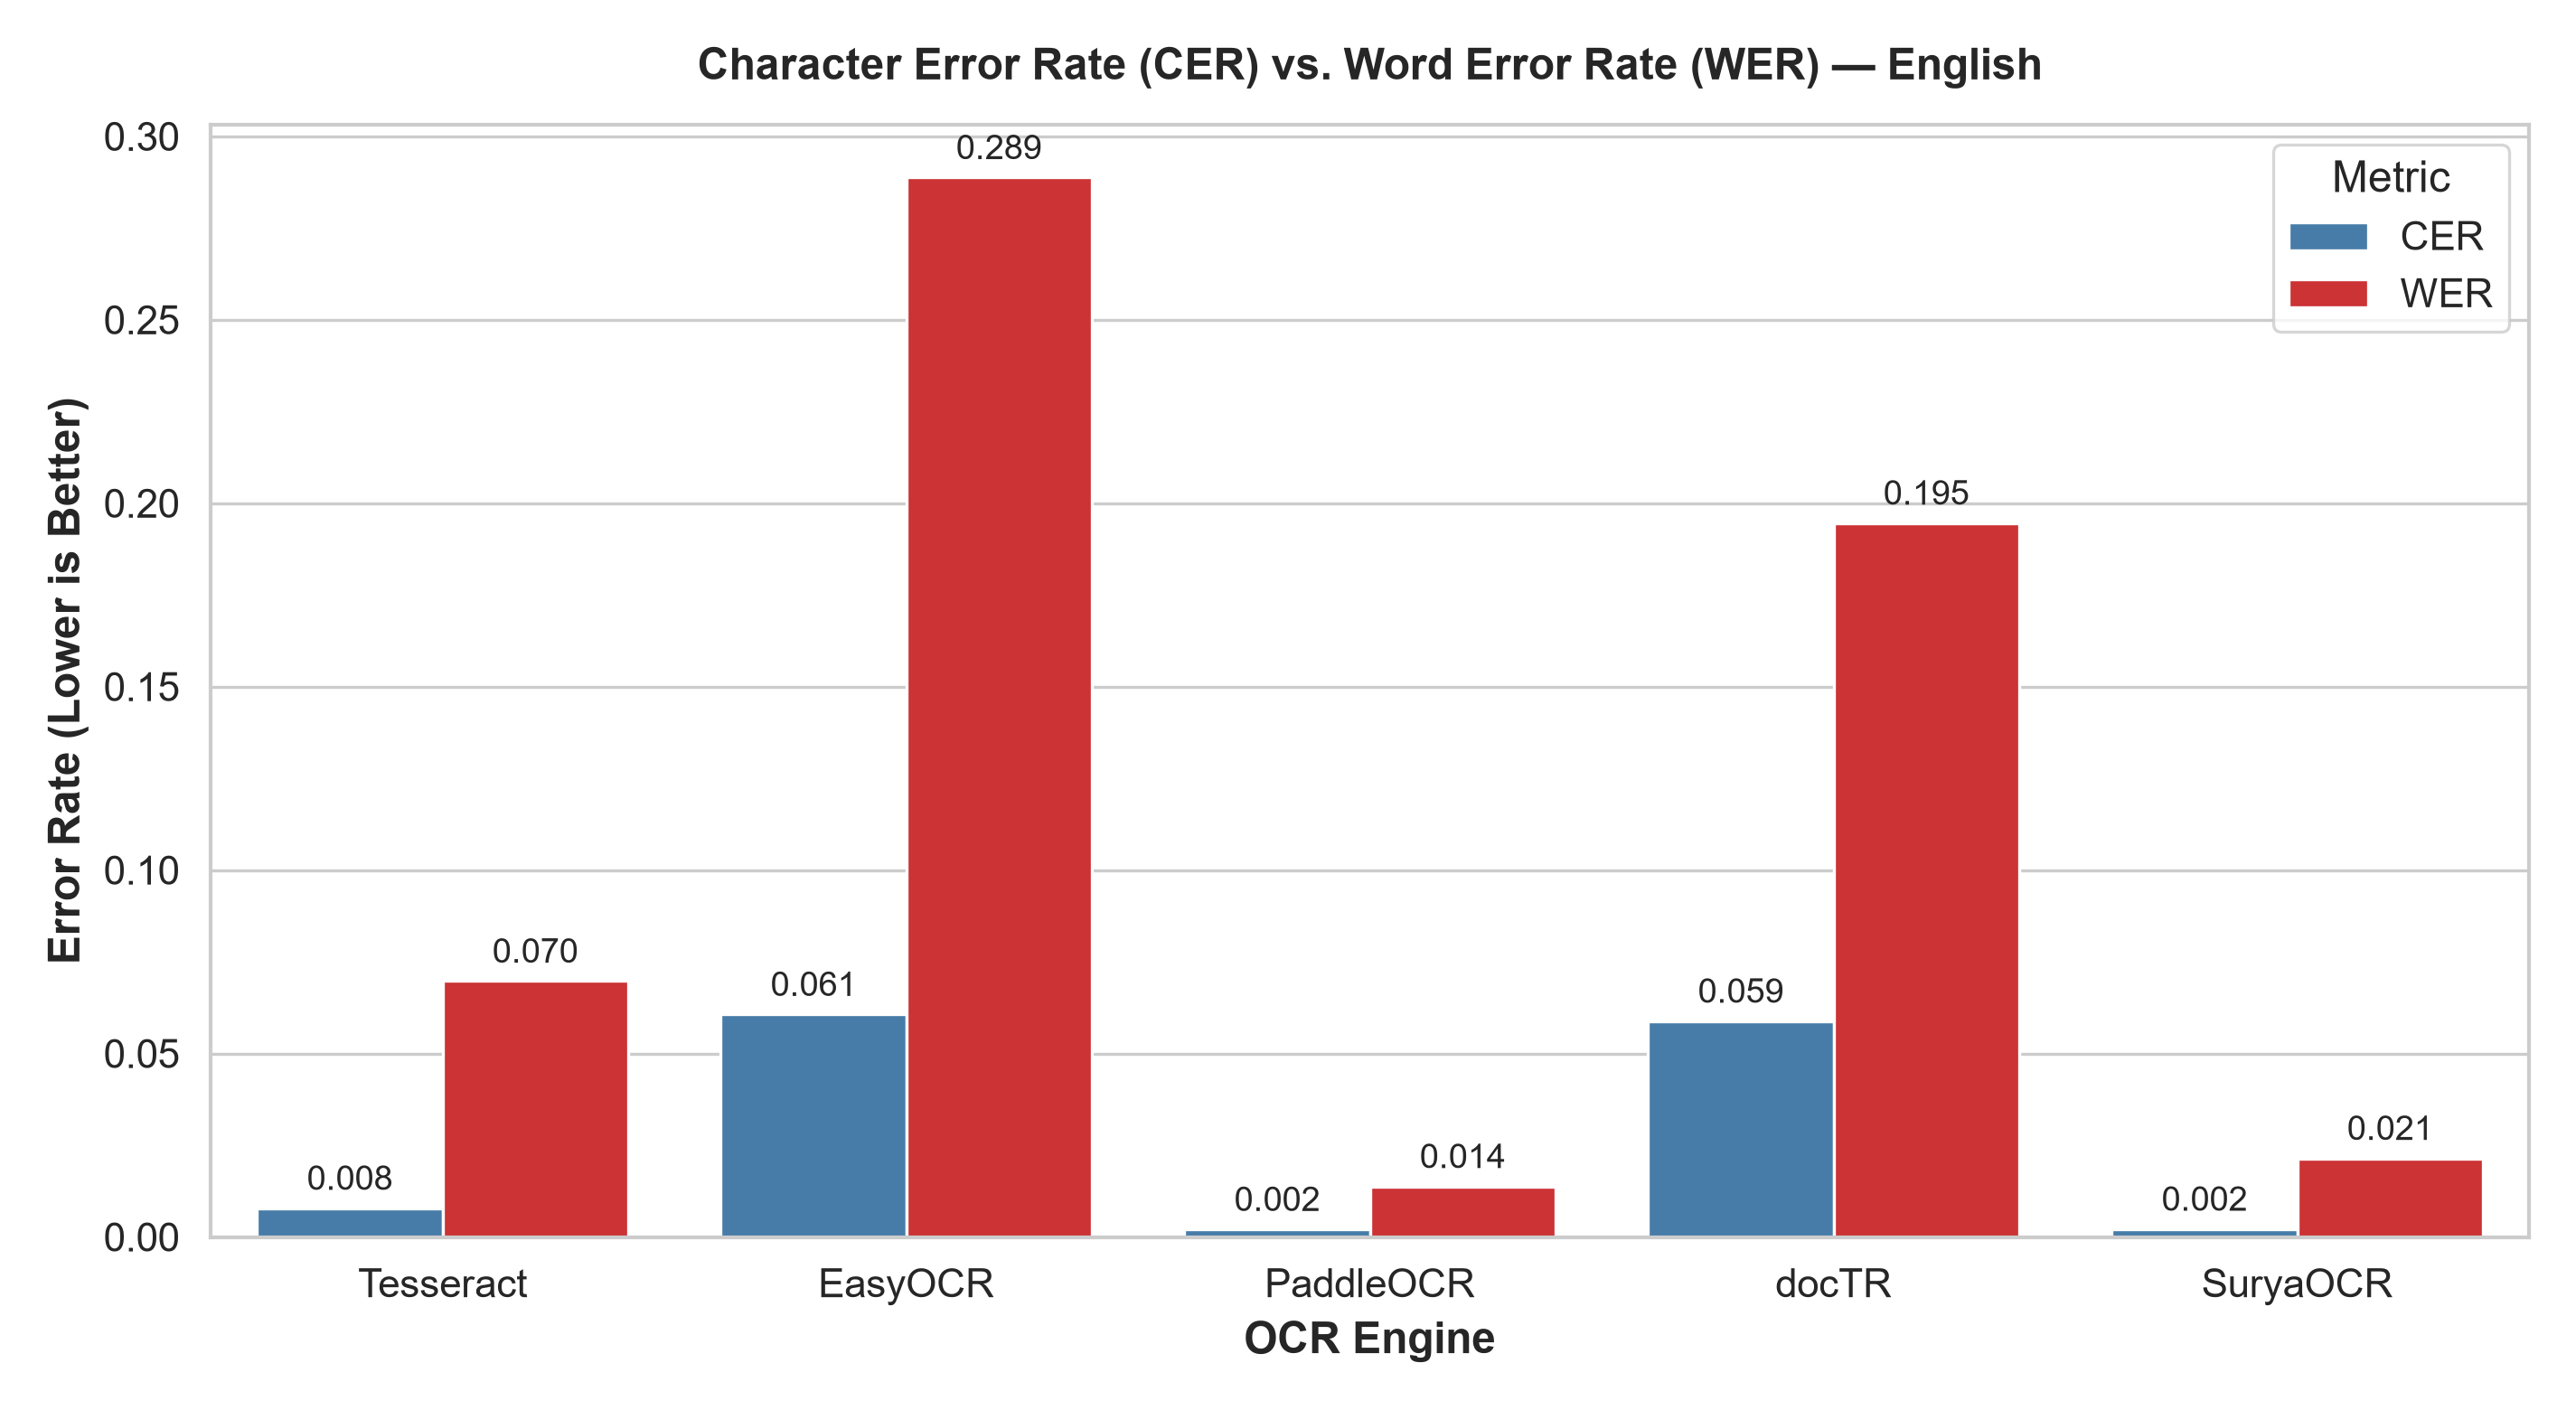 Character Error Rate (CER) vs. Word Error Rate (WER) — English
Error Rate (Lower is Better)
0.30
0.25
0.20
0.15
0.10
0.05
0.00
0.008
0.070
0.061
0.289
0.002
0.014
0.059
0.195
0.002
0.021
Metric
CER
WER
Tesseract
EasyOCR
PaddleOCR
docTR
SuryaOCR
OCR Engine